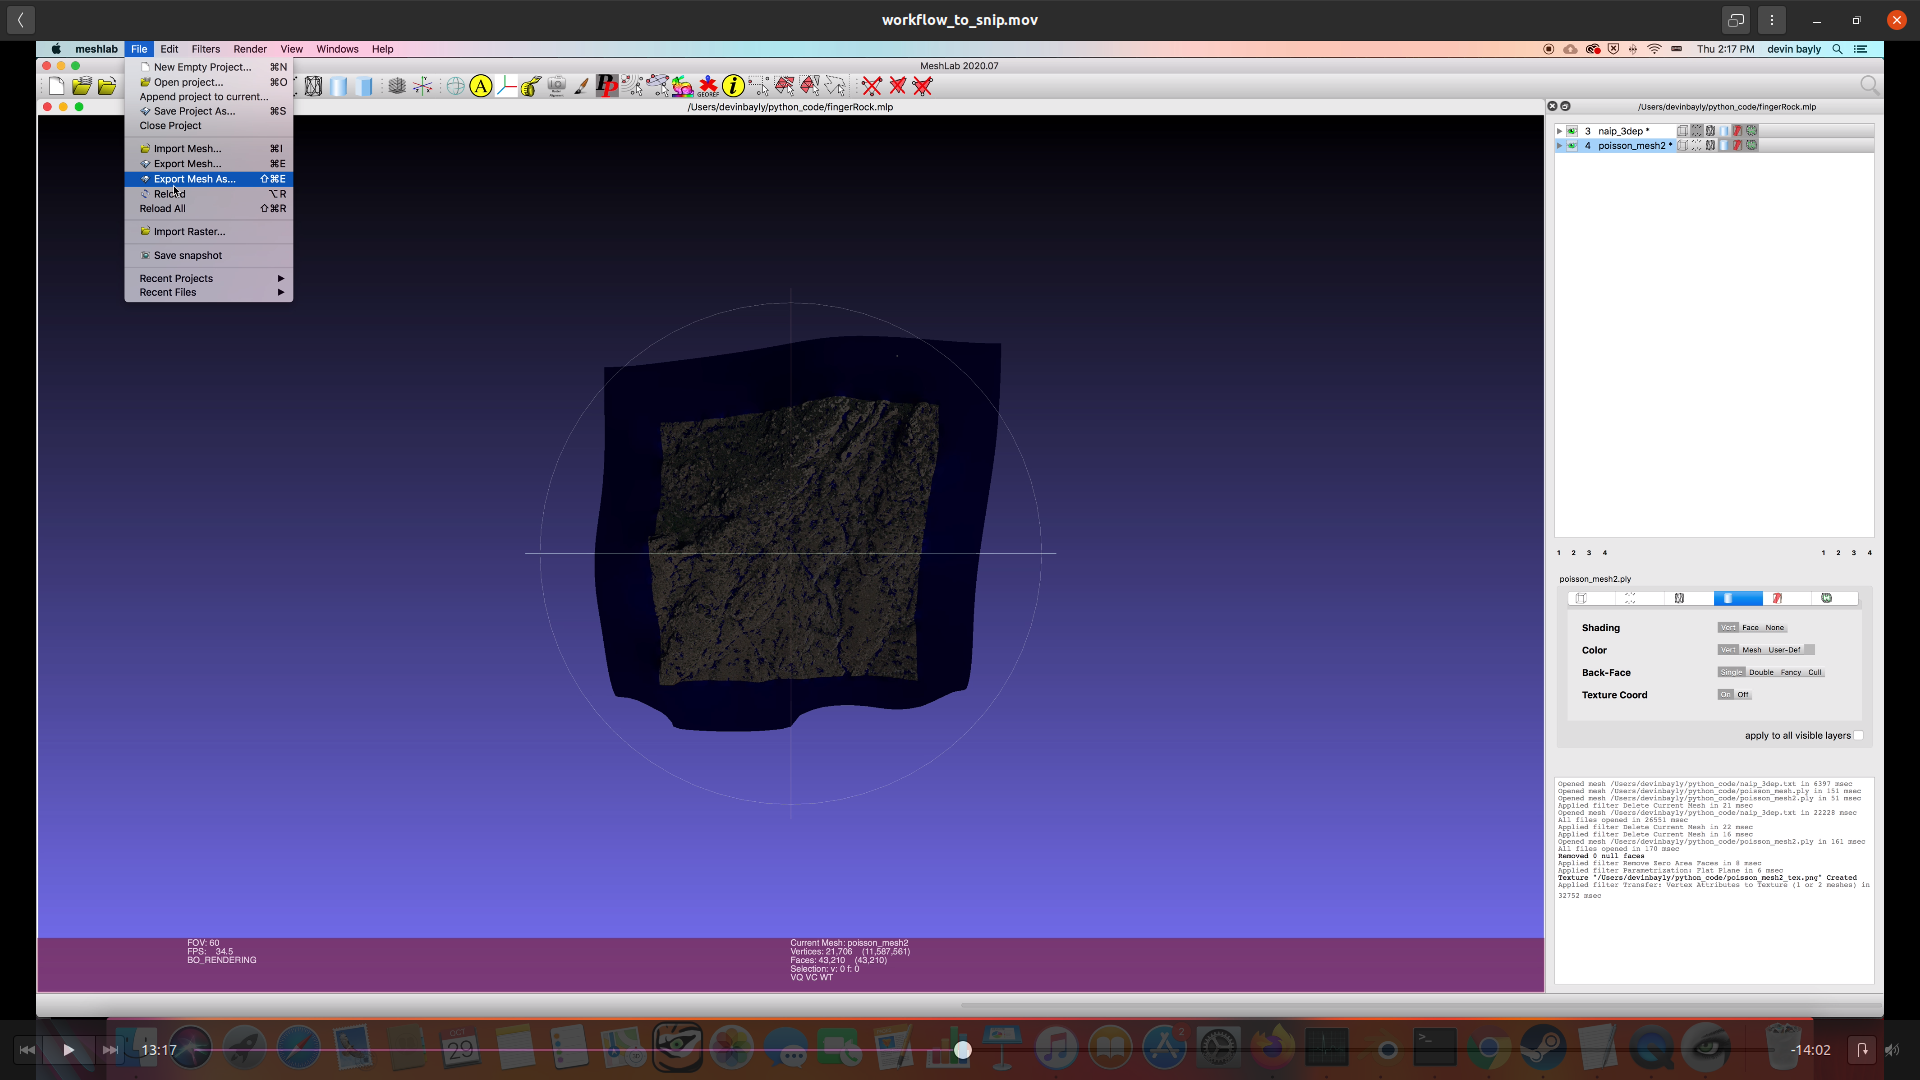 workflow_to_snip.mov
meshlab File Edit Filters Render View Windows Help
Thu 2:17 PM devin bayly
MeshLab 2020.07
New Empty Project... ⌘N
Open project... ⌘O
Append project to current...
Save Project As... ⌘S
Close Project
Import Mesh... ⌘I
Export Mesh... ⌘E
Export Mesh As... ⇧⌘E
Reload ⌥R
Reload All ⇧⌘R
Import Raster...
Save snapshot
Recent Projects
Recent Files
/Users/devinbayly/python_code/fingerRock.mlp
/Users/devinbayly/python_code/fingerRock.mlp
3 naip_3dep *
4 poisson_mesh2 *
1 2 3 4 1 2 3 4
poisson_mesh2.ply
Shading Vert Face None
Color Vert Mesh User-Def
Back-Face Single Double Fancy Cull
Texture Coord On Off
apply to all visible layers
Opened mesh /Users/devinbayly/python_code/naip_3dep.txt in 6397 msec
Opened mesh /Users/devinbayly/python_code/poisson_mesh.ply in 151 msec
Opened mesh /Users/devinbayly/python_code/poisson_mesh2.ply in 51 msec
Applied filter Delete Current Mesh in 21 msec
Opened mesh /Users/devinbayly/python_code/naip_3dep.txt in 22228 msec
All files opened in 26551 msec
Applied filter Delete Current Mesh in 22 msec
Applied filter Delete Current Mesh in 16 msec
Opened mesh /Users/devinbayly/python_code/poisson_mesh2.ply in 161 msec
All files opened in 170 msec
Removed 0 null faces
Applied filter Remove Zero Area Faces in 8 msec
Applied filter Parametrization: Flat Plane in 6 msec
Texture "/Users/devinbayly/python_code/poisson_mesh2_tex.png" Created
Applied filter Transfer: Vertex Attributes to Texture (1 or 2 meshes) in
32752 msec
FOV: 60
FPS: 34.5
BO_RENDERING
Current Mesh: poisson_mesh2
Vertices: 21,706 (11,587,561)
Faces: 43,210 (43,210)
Selection: v: 0 f: 0
VQ VC WT
OCT
29
13:17
-14:02